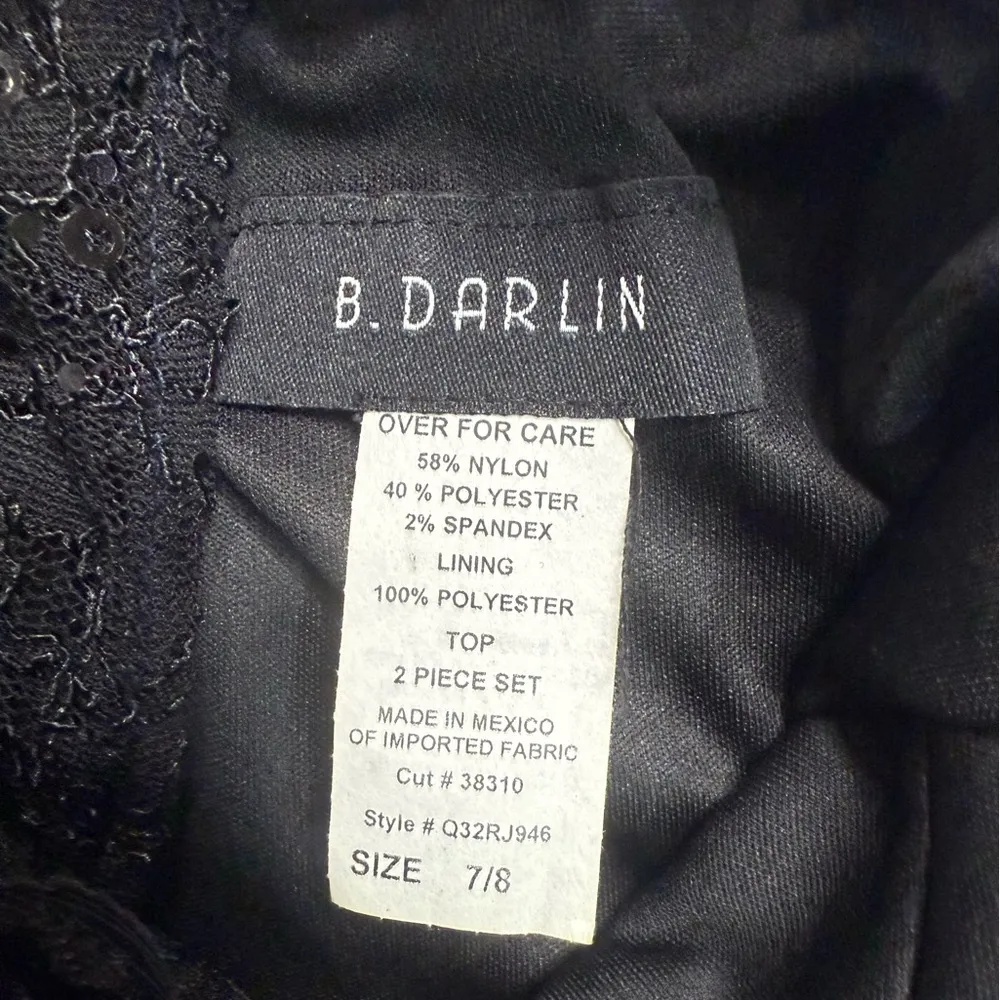 B. DARLIN
OVER FOR CARE
58% NYLON
40 % POLYESTER
2% SPANDEX
LINING
100% POLYESTER
TOP
2 PIECE SET
MADE IN MEXICO
OF IMPORTED FABRIC
Cut # 38310
Style # Q32RJ946
SIZE 7/8